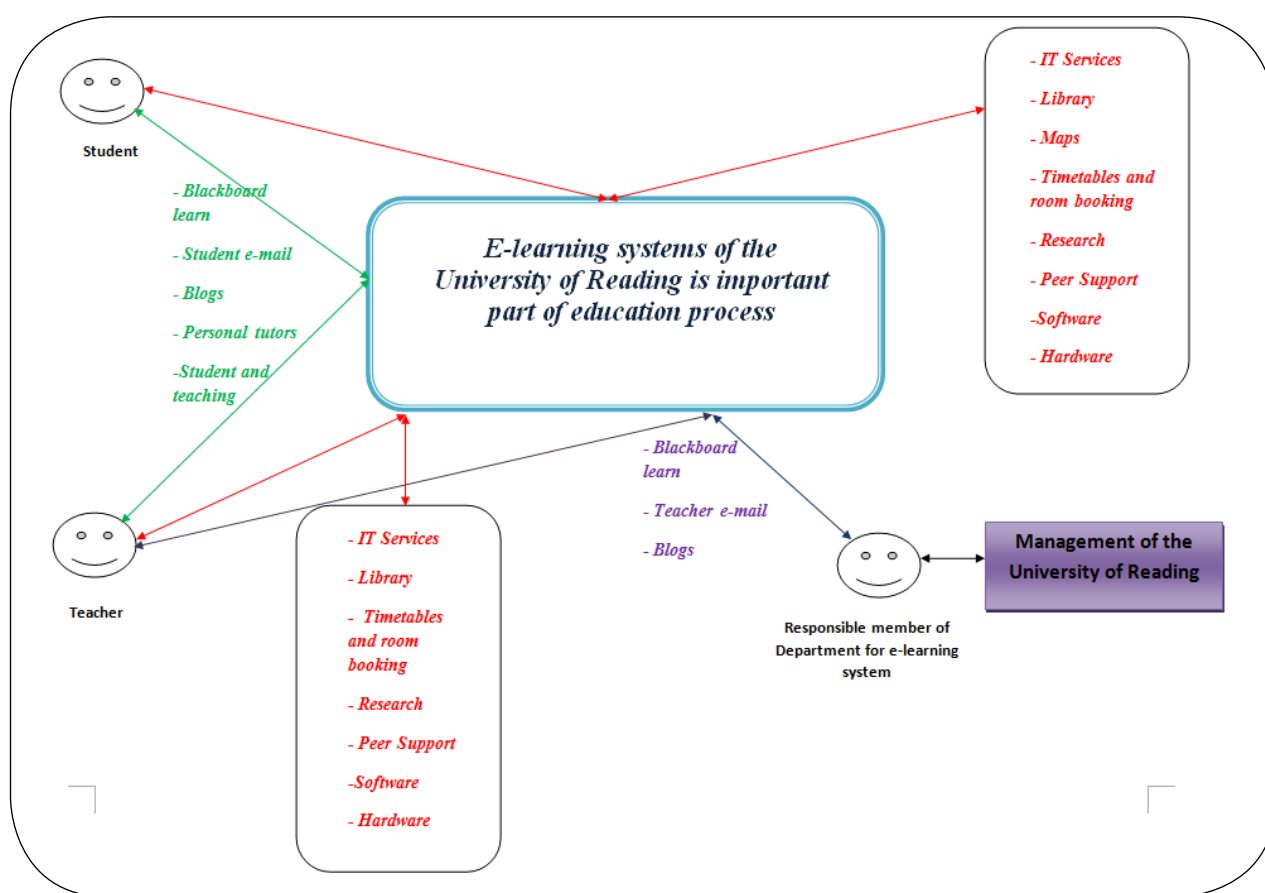 Student
- Blackboard
learn
- Student e-mail
- Blogs
- Personal tutors
-Student and
teaching
E-learning systems of the
University of Reading is important
part of education process
- IT Services
- Library
- Maps
- Timetables and
room booking
- Research
- Peer Support
-Software
- Hardware
Teacher
- IT Services
- Library
- Timetables
and room
booking
- Research
- Peer Support
-Software
- Hardware
- Blackboard
learn
- Teacher e-mail
- Blogs
Responsible member of
Department for e-learning
system
Management of the
University of Reading